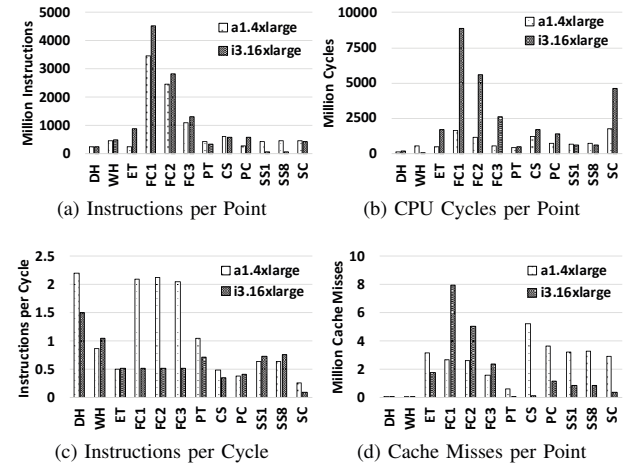 Million Instructions
5000
4000
3000
2000
1000
0
a1.4xlarge
i3.16xlarge
DH
WH
ET
FC1
FC2
FC3
PT
CS
PC
SS1
SS8
SC
(a) Instructions per Point
Million Cycles
10000
7500
5000
2500
0
a1.4xlarge
i3.16xlarge
DH
WH
ET
FC1
FC2
FC3
PT
CS
PC
SS1
SS8
SC
(b) CPU Cycles per Point
Instructions per Cycle
2.5
2
1.5
1
0.5
0
a1.4xlarge
i3.16xlarge
DH
WH
ET
FC1
FC2
FC3
PT
CS
PC
SS1
SS8
SC
(c) Instructions per Cycle
Million Cache Misses
10
8
6
4
2
0
a1.4xlarge
i3.16xlarge
DH
WH
ET
FC1
FC2
FC3
PT
CS
PC
SS1
SS8
SC
(d) Cache Misses per Point